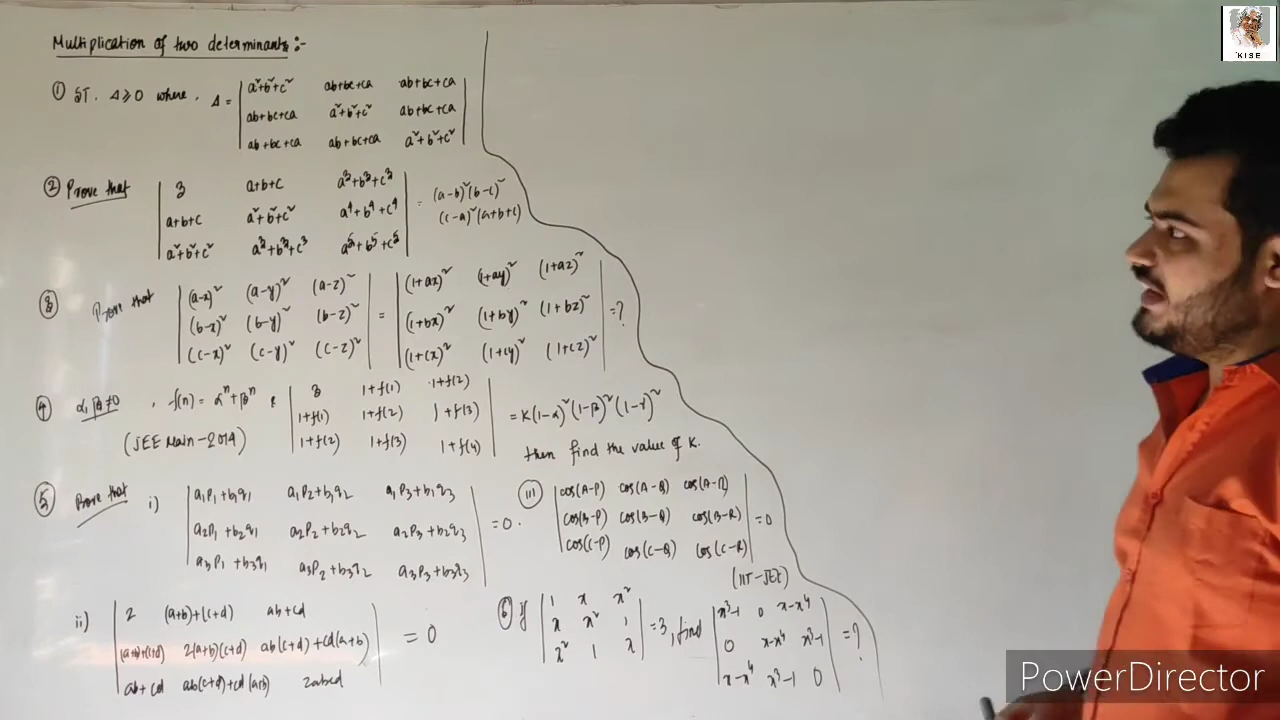 Multiplication of two determinants :-
① ST. Δ ≥ 0 where. Δ = | a²+b²+c² ab+bc+ca ab+bc+ca |
| ab+bc+ca a²+b²+c² ab+bc+ca |
| ab+bc+ca ab+bc+ca a²+b²+c² |
② Prove that | 3 a+b+c a³+b³+c³ |
| a+b+c a²+b²+c² a⁴+b⁴+c⁴ | = (a-b)²(b-c)²
| a²+b²+c² a³+b³+c³ a⁵+b⁵+c⁵ | (c-a)²(a+b+c)
③ Prove that | (a-x)² (a-y)² (a-z)² | = | (1+ax)² (1+ay)² (1+az)² |
| (b-x)² (b-y)² (b-z)² | | (1+bx)² (1+by)² (1+bz)² | = ?
| (c-x)² (c-y)² (c-z)² | | (1+cx)² (1+cy)² (1+cz)² |
④ α, β ≠ 0 , f(n) = αⁿ+βⁿ & | 3 1+f(1) 1+f(2) |
| 1+f(1) 1+f(2) 1+f(3) | = K(1-α)²(1-β)²(1-γ)²
(JEE Main-2014) | 1+f(2) 1+f(3) 1+f(4) | then find the value of K.
⑤ Prove that i) | a₁p₁+b₁q₁ a₁p₂+b₁q₂ a₁p₃+b₁q₃ |
| a₂p₁+b₂q₁ a₂p₂+b₂q₂ a₂p₃+b₂q₃ | = 0.
| a₃p₁+b₃q₁ a₃p₂+b₃q₂ a₃p₃+b₃q₃ |
iii) | cos(A-P) cos(A-Q) cos(A-R) |
| cos(B-P) cos(B-Q) cos(B-R) | = 0
| cos(C-P) cos(C-Q) cos(C-R) |
(IIT-JEE)
ii) | 2 (a+b)+(c+d) ab+cd |
| (a+b)+(c+d) 2(a+b)(c+d) ab(c+d)+cd(a+b) | = 0
| ab+cd ab(c+d)+cd(a+b) 2abcd |
⑥ If | 1 x x² | | x³-1 0 x-x⁴ |
| x x² 1 | = 3, find | 0 x-x⁴ x³-1 | = ?
| x² 1 x | | x-x⁴ x³-1 0 |
KISE
PowerDirector